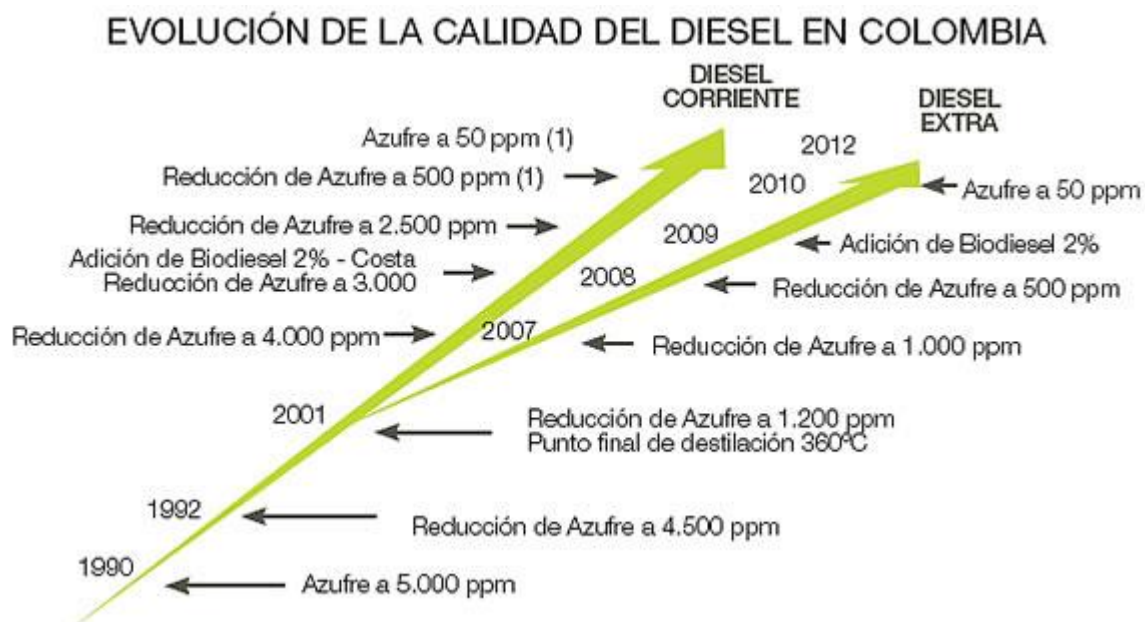 EVOLUCIÓN DE LA CALIDAD DEL DIESEL EN COLOMBIA
DIESEL
CORRIENTE
DIESEL
EXTRA
Azufre a 50 ppm (1)
2012
Reducción de Azufre a 500 ppm (1)
2010
Azufre a 50 ppm
Reducción de Azufre a 2.500 ppm
2009
Adición de Biodiesel 2%
Adición de Biodiesel 2% - Costa
Reducción de Azufre a 3.000
2008
Reducción de Azufre a 500 ppm
Reducción de Azufre a 4.000 ppm
2007
Reducción de Azufre a 1.000 ppm
2001
Reducción de Azufre a 1.200 ppm
Punto final de destilación 360ºC
1992
Reducción de Azufre a 4.500 ppm
1990
Azufre a 5.000 ppm